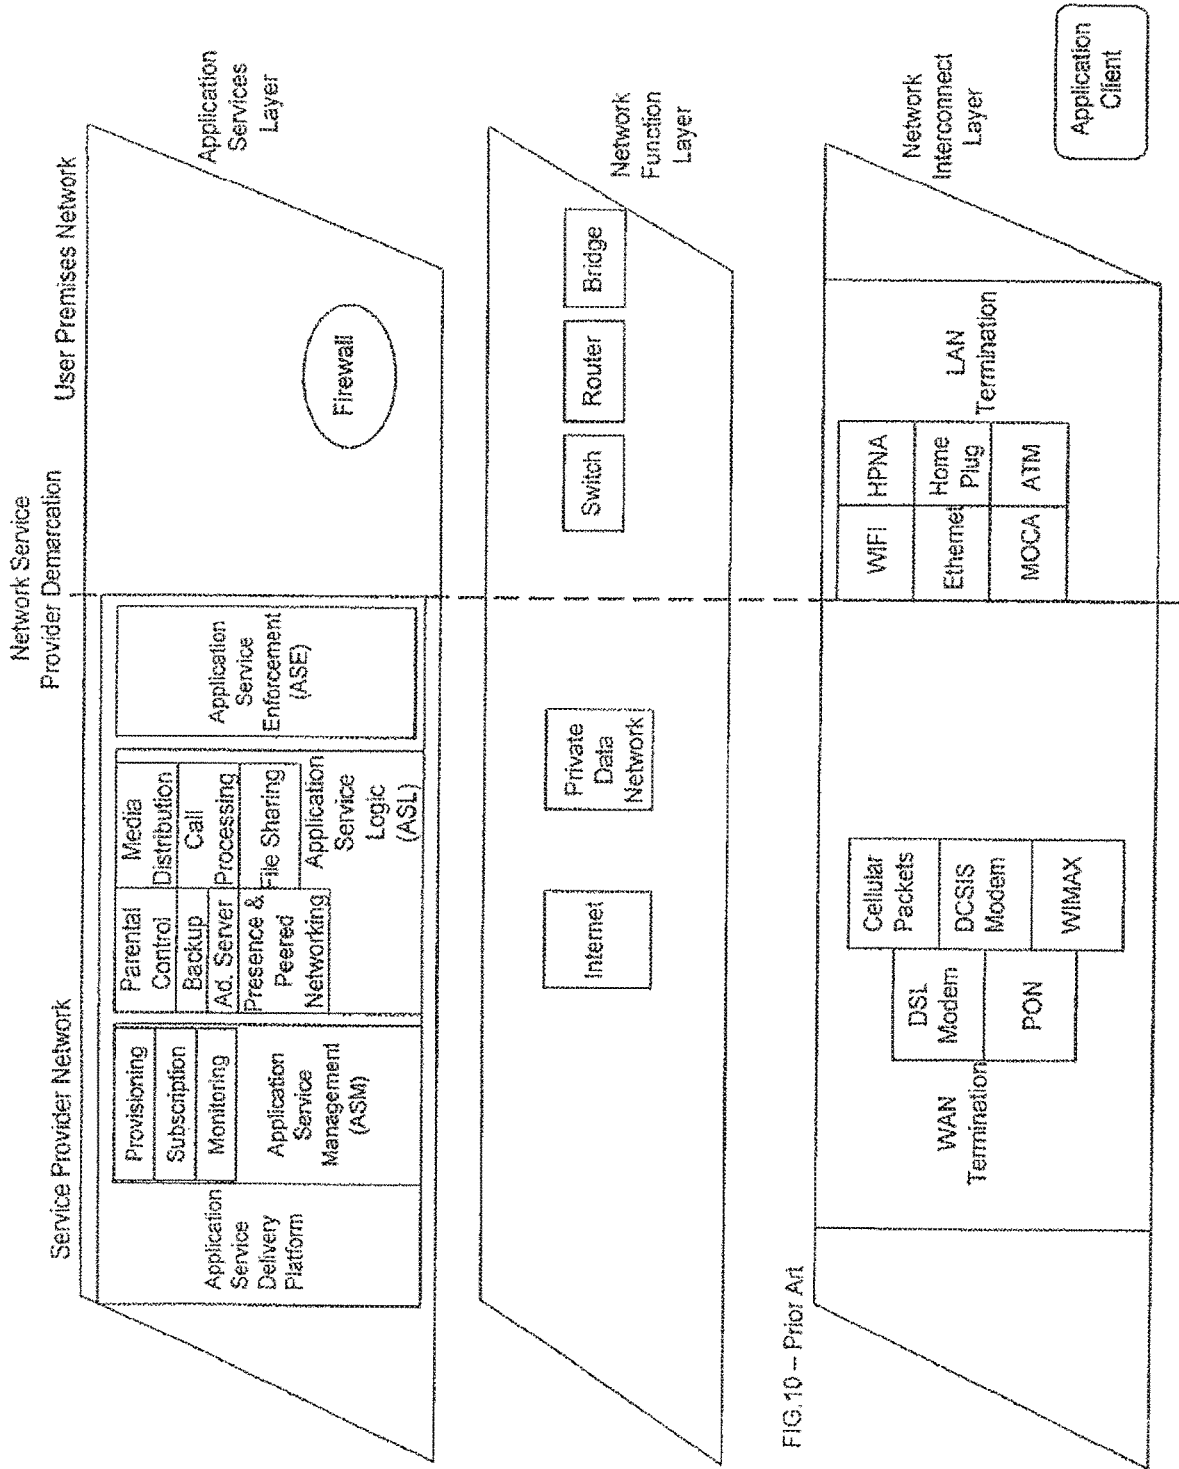 Network Service
Provider Demarcation
Service Provider Network
User Premises Network
Application
Service
Delivery
Platform
Provisioning
Subscription
Monitoring
Application
Service
Management
(ASM)
Parental
Control
Backup
Ad. Server
Presence &
Peered
Networking
Media
Distribution
Call
Processing
File Sharing
Application
Service
Logic
(ASL)
Application
Service
Enforcement
(ASE)
Firewall
Application
Services
Layer
Internet
Private
Data
Network
Switch
Router
Bridge
Network
Function
Layer
WAN
Termination
DSL
Modem
PON
Cellular
Packets
DCSIS
Modem
WIMAX
WIFI
Ethernet
MOCA
HPNA
Home
Plug
ATM
LAN
Termination
Network
Interconnect
Layer
Application
Client
FIG.10 – Prior Art